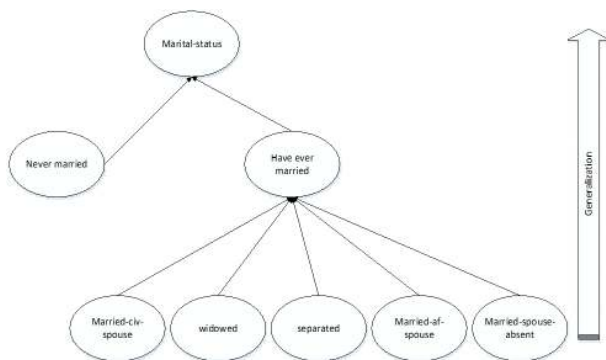 Marital-status
Never married
Have ever
married
Generalization
Married-civ-
spouse
widowed
separated
Married-af-
spouse
Married-spouse-
absent